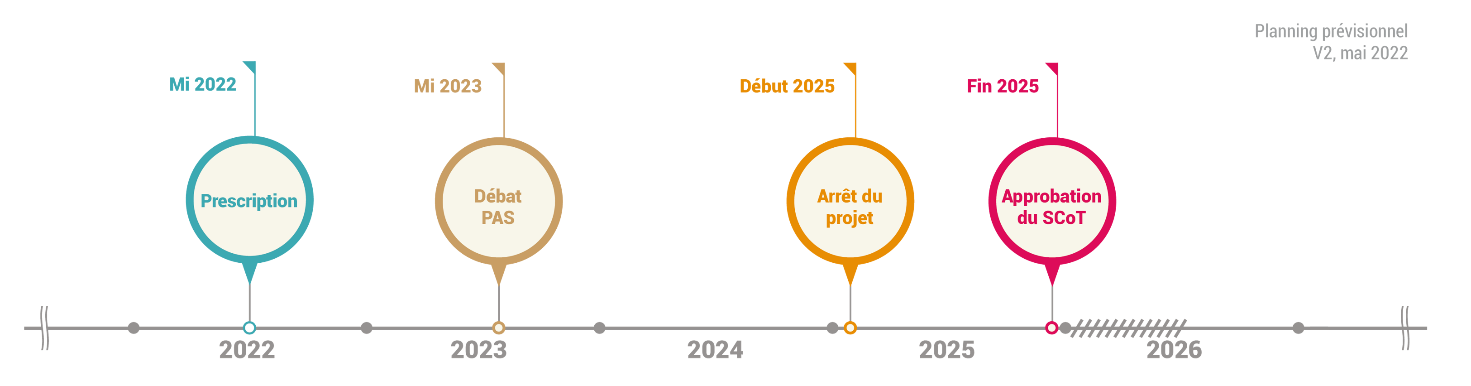 Planning prévisionnel
V2, mai 2022
Mi 2022
Mi 2023
Début 2025
Fin 2025
Prescription
Débat
PAS
Arrêt du
projet
Approbation
du SCoT
2022
2023
2024
2025
2026